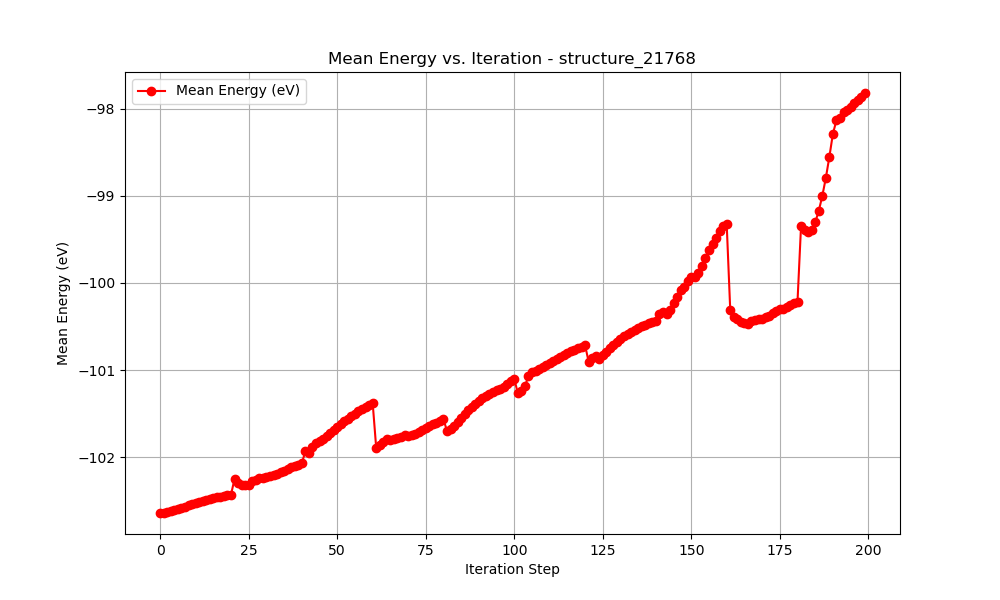 Mean Energy vs. Iteration - structure_21768
Mean Energy (eV)
−98
−99
−100
−101
−102
Mean Energy (eV)
0 25 50 75 100 125 150 175 200
Iteration Step